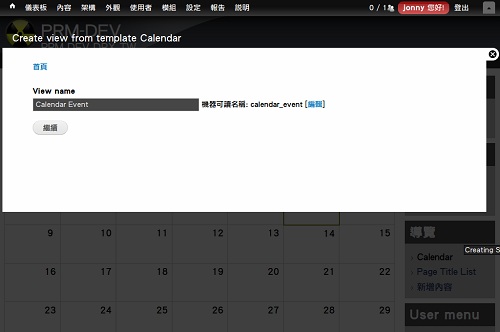 儀表板 內容 架構 外觀 使用者 模組 設定 報告 說明 0 / 1 jonny 您好! 登出
PRM-DEV
Create view from template Calendar
首頁
View name
Calendar Event 機器可讀名稱: calendar_event [編輯]
繼續
9 10 11 12 13 14 15
導覽
Creating S
Calendar
16 17 18 19 20 21 22
Page Title List
新增內容
23 24 25 26 27 28 29
User menu